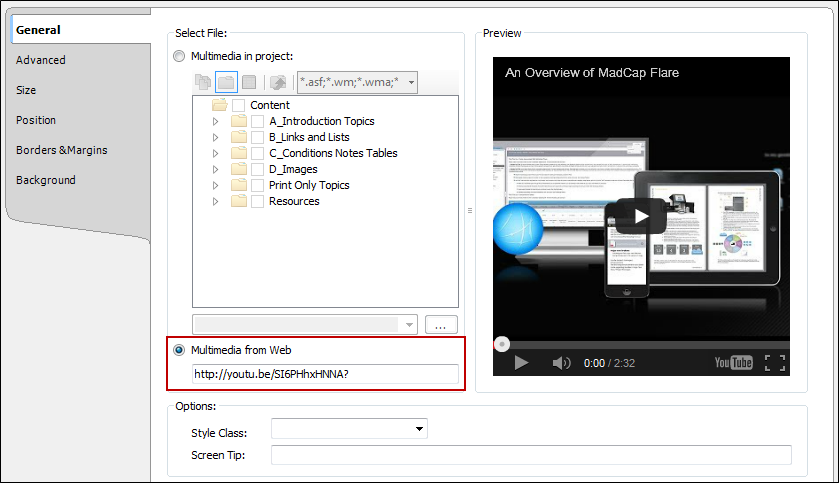 General
Advanced
Size
Position
Borders &Margins
Background
Select File:
Multimedia in project:
*.asf;*.wm;*.wma;*
Content
A_Introduction Topics
B_Links and Lists
C_Conditions Notes Tables
D_Images
Print Only Topics
Resources
...
Multimedia from Web
http://youtu.be/SI6PHhxHNNA?
Preview
An Overview of MadCap Flare
0:00 / 2:32
YouTube
Options:
Style Class:
Screen Tip: